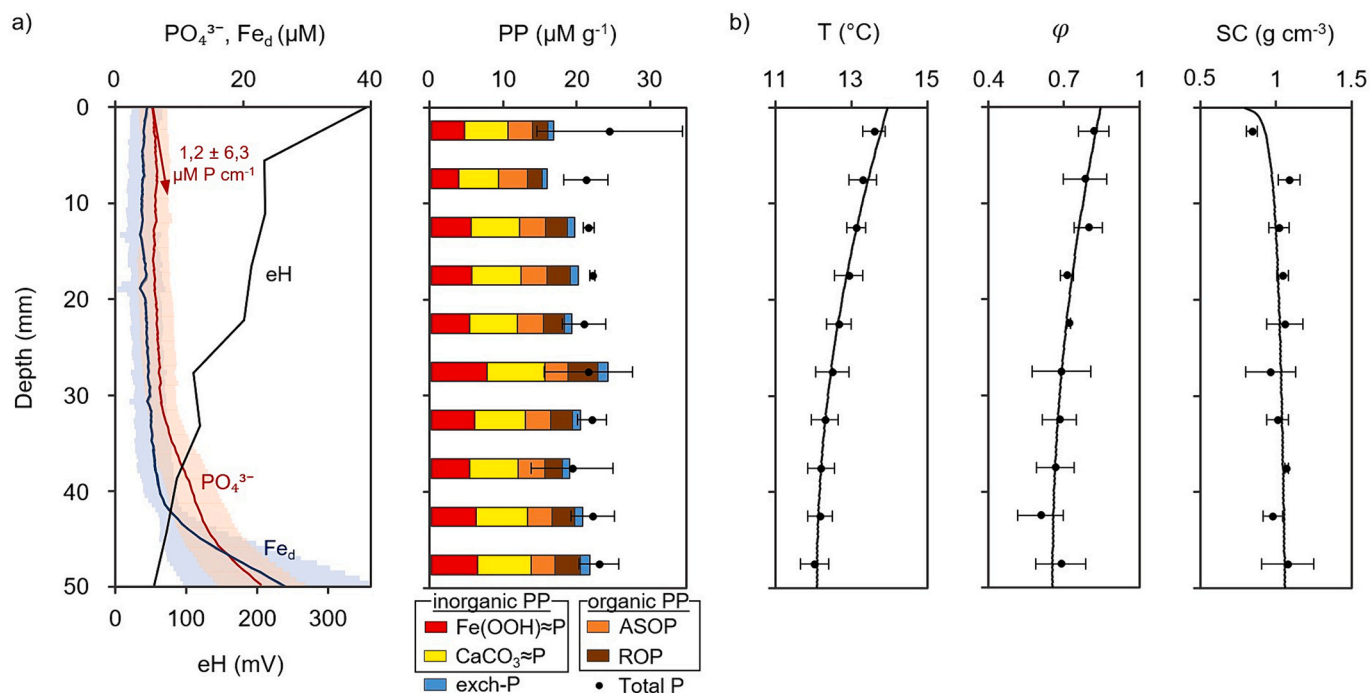 a)
PO₄³⁻, Fe_d (µM)
0 20 40
PP (µM g⁻¹)
0 10 20 30
b)
T (°C)
11 13 15
φ
0.4 0.7 1
SC (g cm⁻³)
0.5 1 1.5
Depth (mm)
0
10
20
30
40
50
1,2 ± 6,3
µM P cm⁻¹
eH
PO₄³⁻
Fe_d
0 100 200 300
eH (mV)
inorganic PP
Fe(OOH)≈P
CaCO₃≈P
exch-P
organic PP
ASOP
ROP
Total P